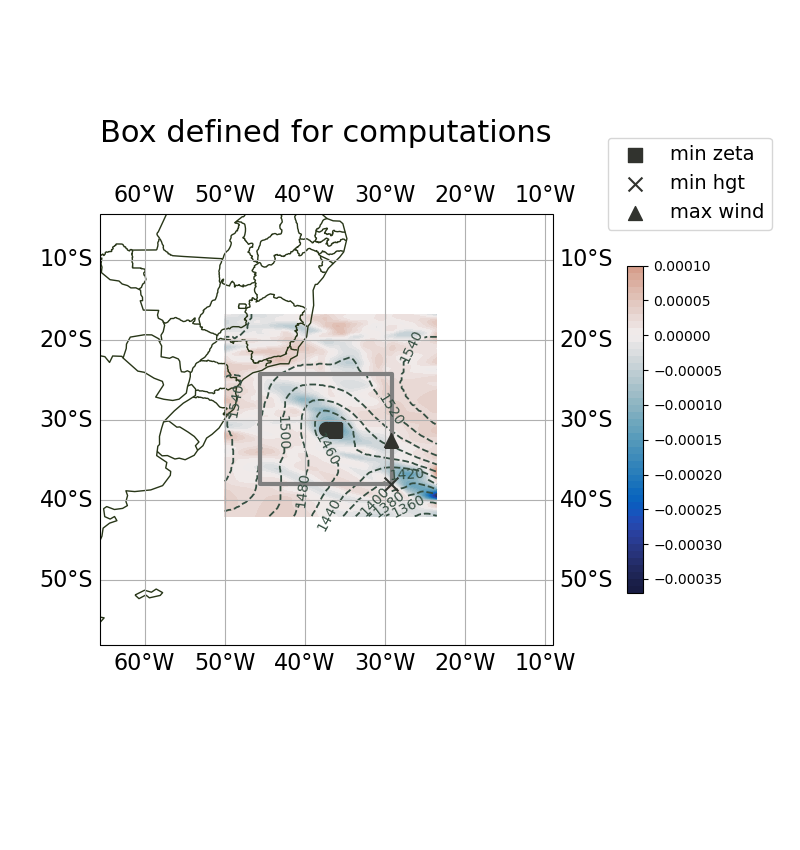 Box defined for computations
min zeta
min hgt
max wind
60°W 50°W 40°W 30°W 20°W 10°W
10°S 10°S
20°S 20°S
30°S 30°S
40°S 40°S
50°S 50°S
60°W 50°W 40°W 30°W 20°W 10°W
1540
1540
1520
1500
1460
1480
1440
1420
1400
1380
1360
0.00010
0.00005
0.00000
−0.00005
−0.00010
−0.00015
−0.00020
−0.00025
−0.00030
−0.00035